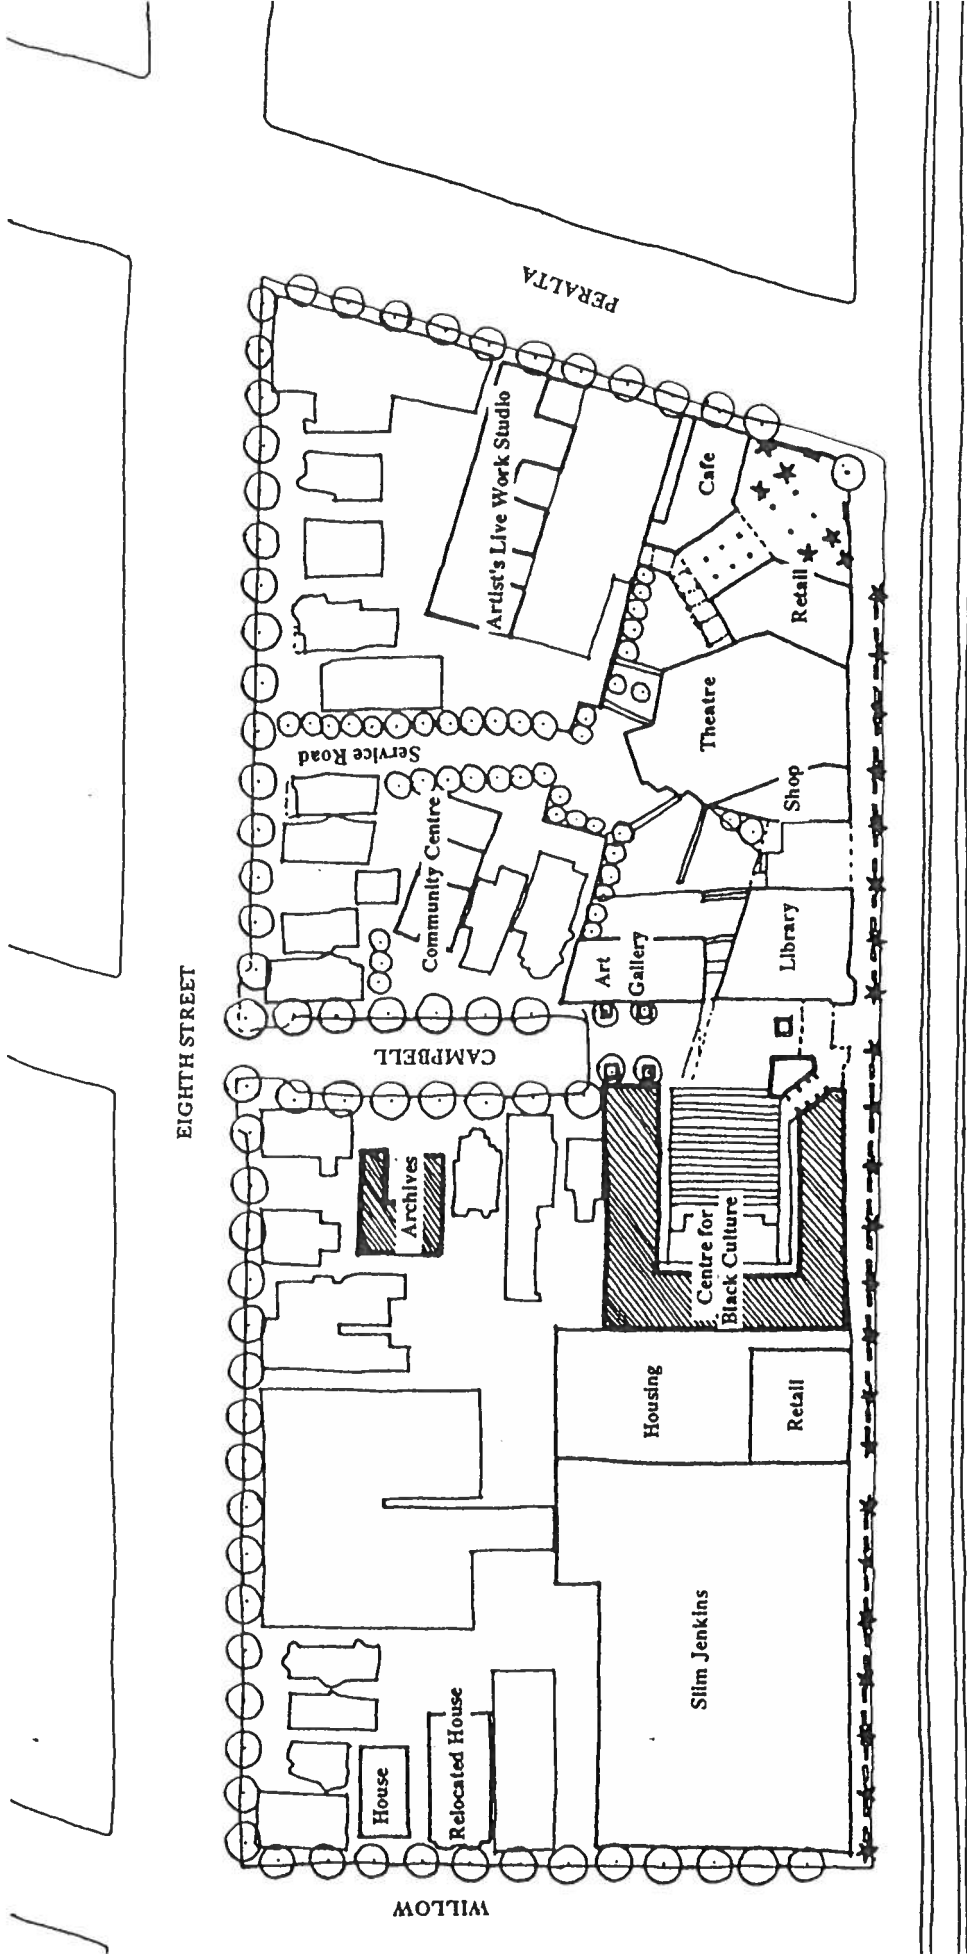 EIGHTH STREET
WILLOW
CAMPBELL
PERALTA
Service Road
House
Relocated House
Slim Jenkins
Housing
Retail
Archives
Centre for
Black Culture
Community Centre
Art
Gallery
Library
Shop
Theatre
Artist's Live Work Studio
Retail
Cafe